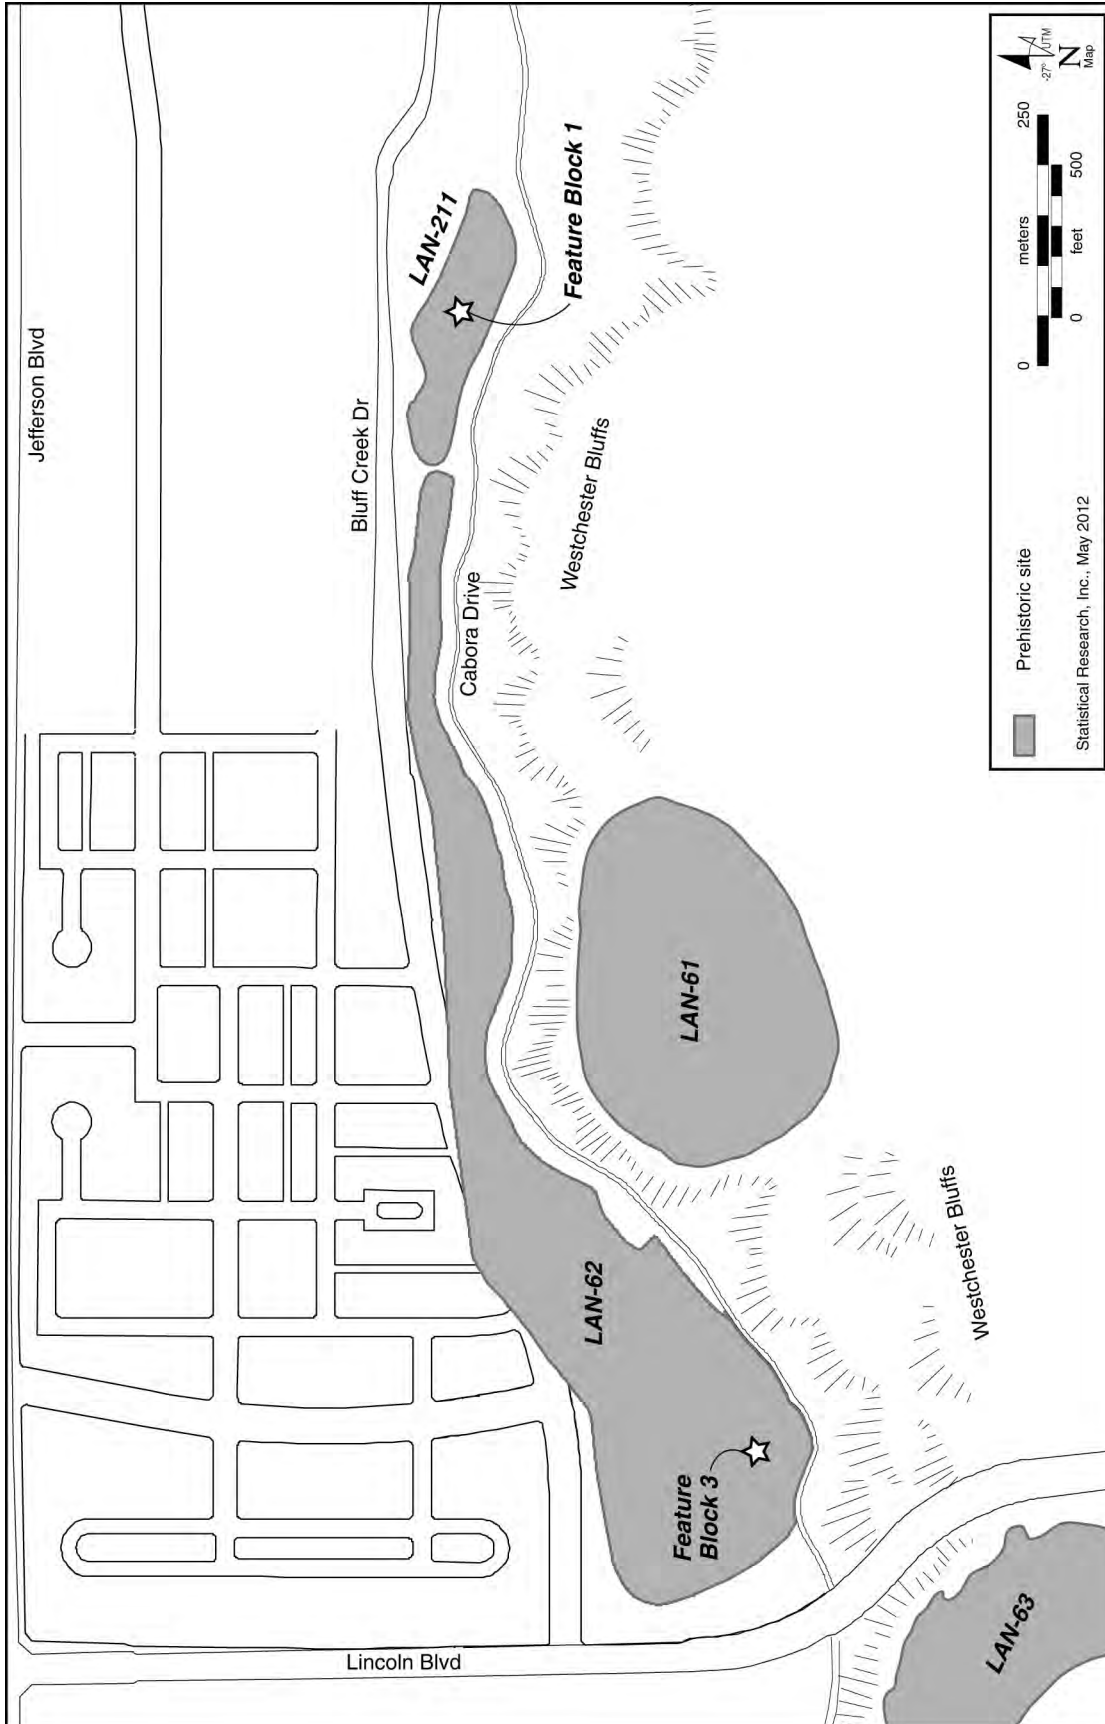 Jefferson Blvd
Bluff Creek Dr
LAN-211
Feature Block 1
Cabora Drive
Westchester Bluffs
LAN-61
LAN-62
Feature
Block 3
Westchester Bluffs
Lincoln Blvd
LAN-63
Prehistoric site
0 meters 250
0 feet 500
-27°
UTM
N
Map
Statistical Research, Inc., May 2012